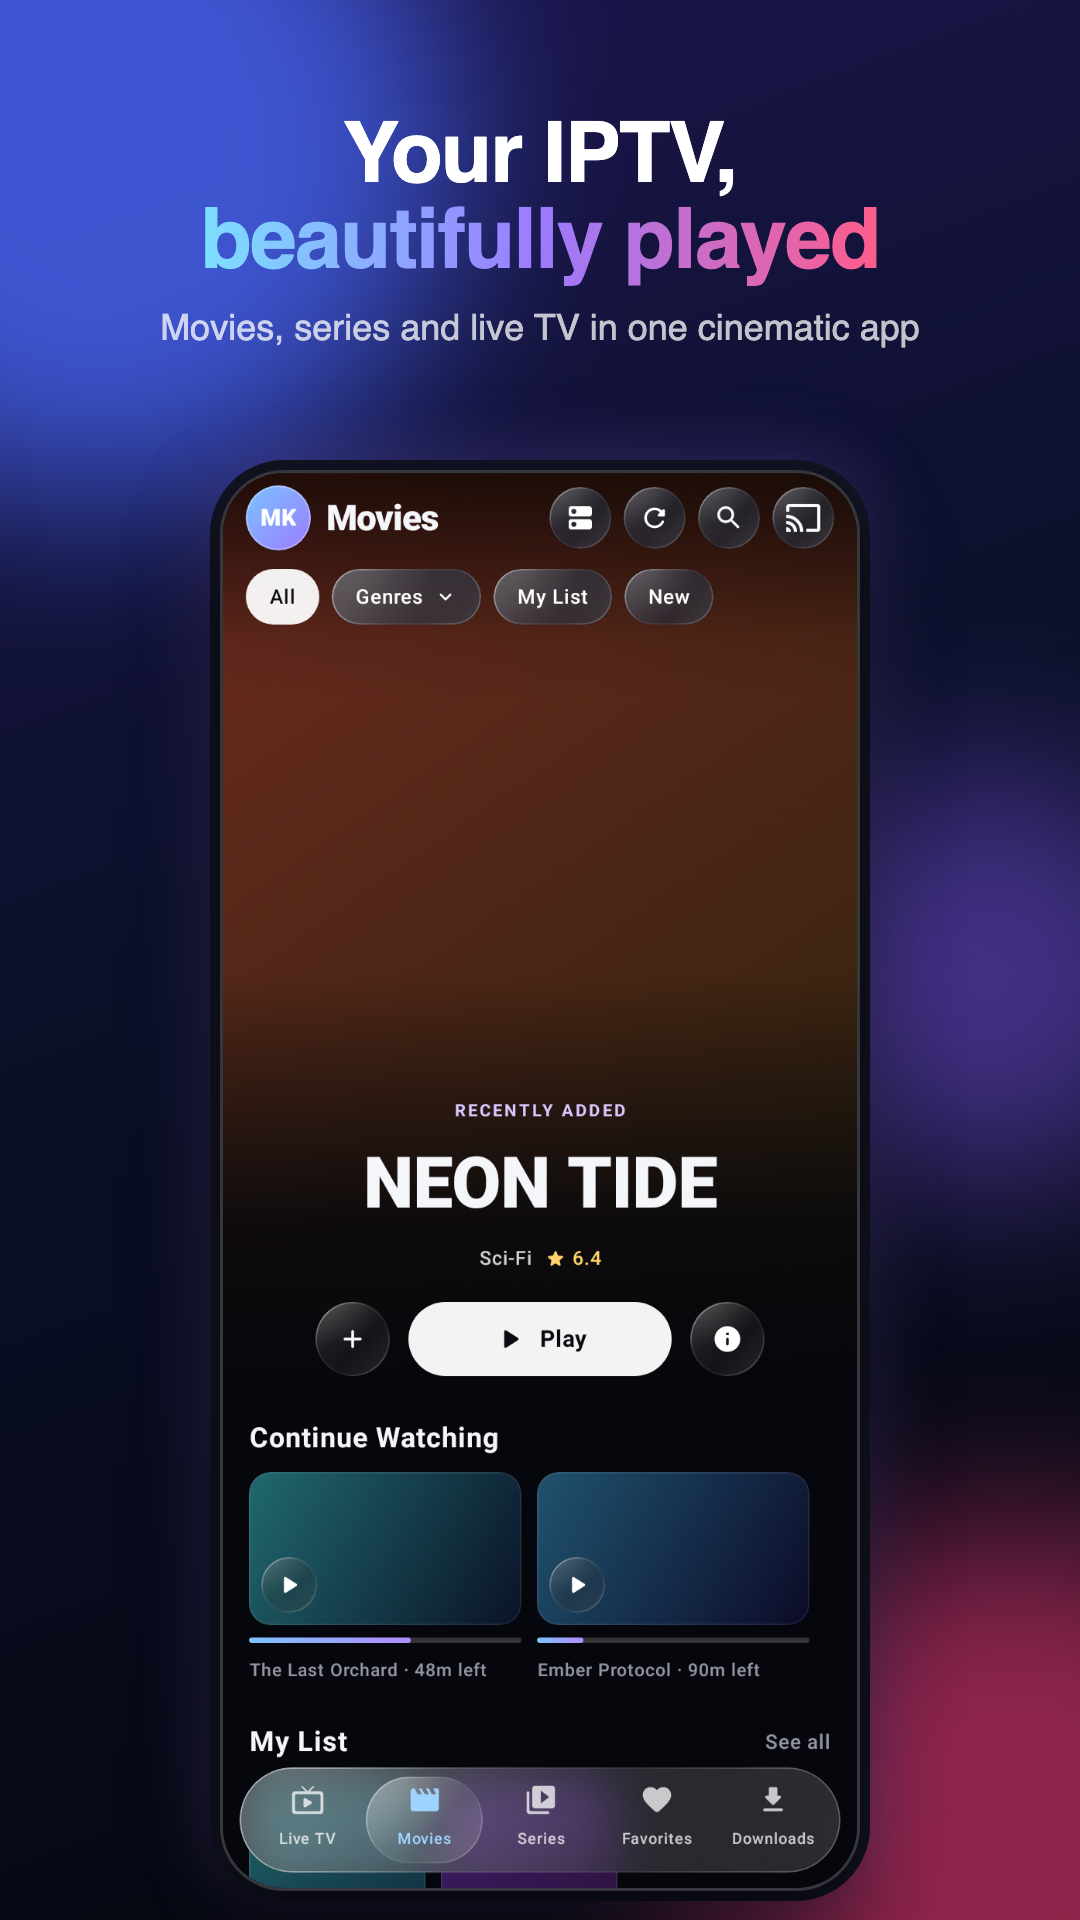 Your IPTV,
beautifully played
Movies, series and live TV in one cinematic app
MK Movies
All Genres My List New
RECENTLY ADDED
NEON TIDE
Sci-Fi 6.4
Play
Continue Watching
The Last Orchard · 48m left Ember Protocol · 90m left
My List See all
Live TV Movies Series Favorites Downloads